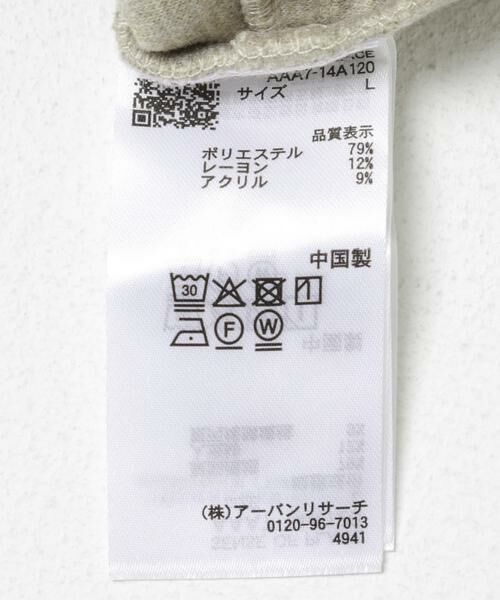 AAA7-14A120
サイズ L
品質表示
ポリエステル 79%
レーヨン 12%
アクリル 9%
中国製
30
F W
(株)アーバンリサーチ
0120-96-7013
4941